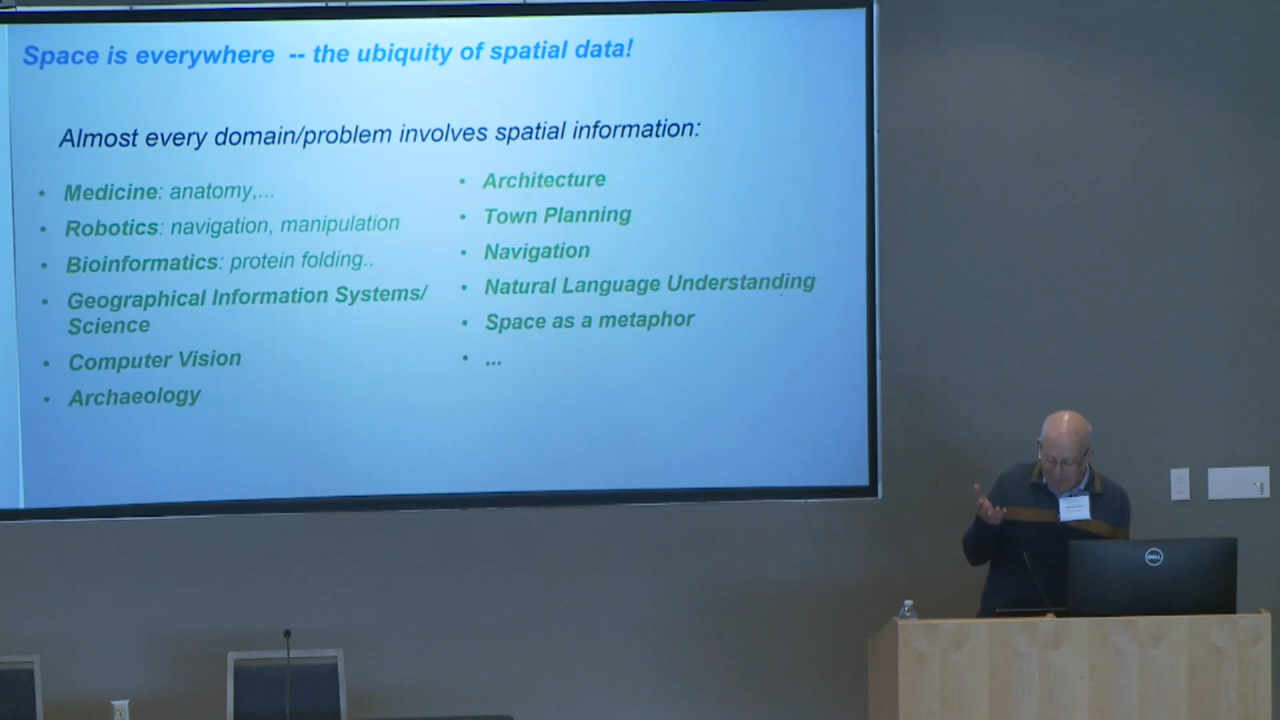 Space is everywhere -- the ubiquity of spatial data!
Almost every domain/problem involves spatial information:
• Medicine: anatomy,...
• Robotics: navigation, manipulation
• Bioinformatics: protein folding..
• Geographical Information Systems/
Science
• Computer Vision
• Archaeology
• Architecture
• Town Planning
• Navigation
• Natural Language Understanding
• Space as a metaphor
• ...
DELL